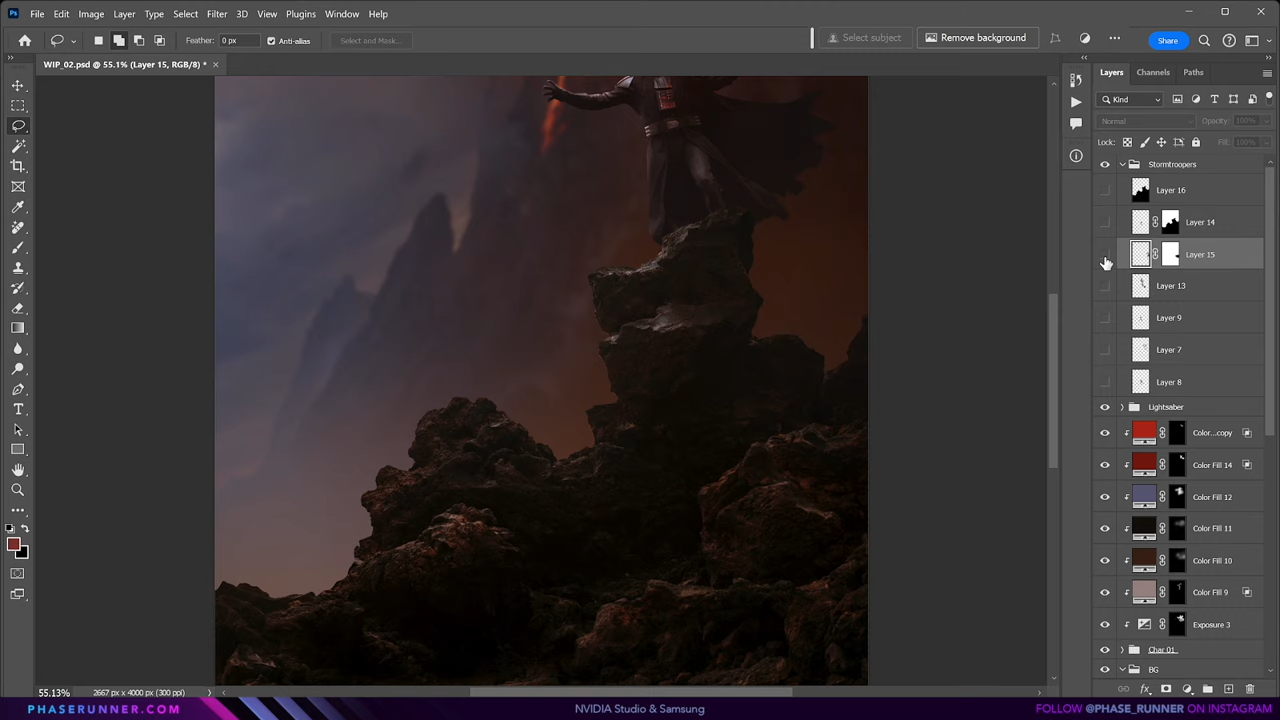 Ps File Edit Image Layer Type Select Filter 3D View Plugins Window Help
Feather: 0 px Anti-alias Select and Mask... Select subject Remove background Share
WIP_02.psd @ 55.1% (Layer 15, RGB/8) * ×
Layers Channels Paths
Kind
Normal Opacity: 100%
Lock: Fill: 100%
Stormtroopers
Layer 16
Layer 14
Layer 15
Layer 13
Layer 9
Layer 7
Layer 8
Lightsaber
Color...copy
Color Fill 14
Color Fill 12
Color Fill 11
Color Fill 10
Color Fill 9
Exposure 3
Char 01
BG
55.13% 2667 px x 4000 px (300 ppi)
PHASERUNNER.COM NVIDIA Studio & Samsung FOLLOW @PHASE_RUNNER ON INSTAGRAM